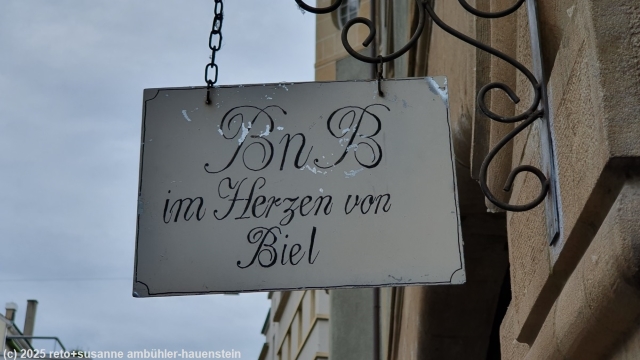 BnB
im Herzen von
Biel
(c) 2025 reto+susanne ambühler-hauenstein